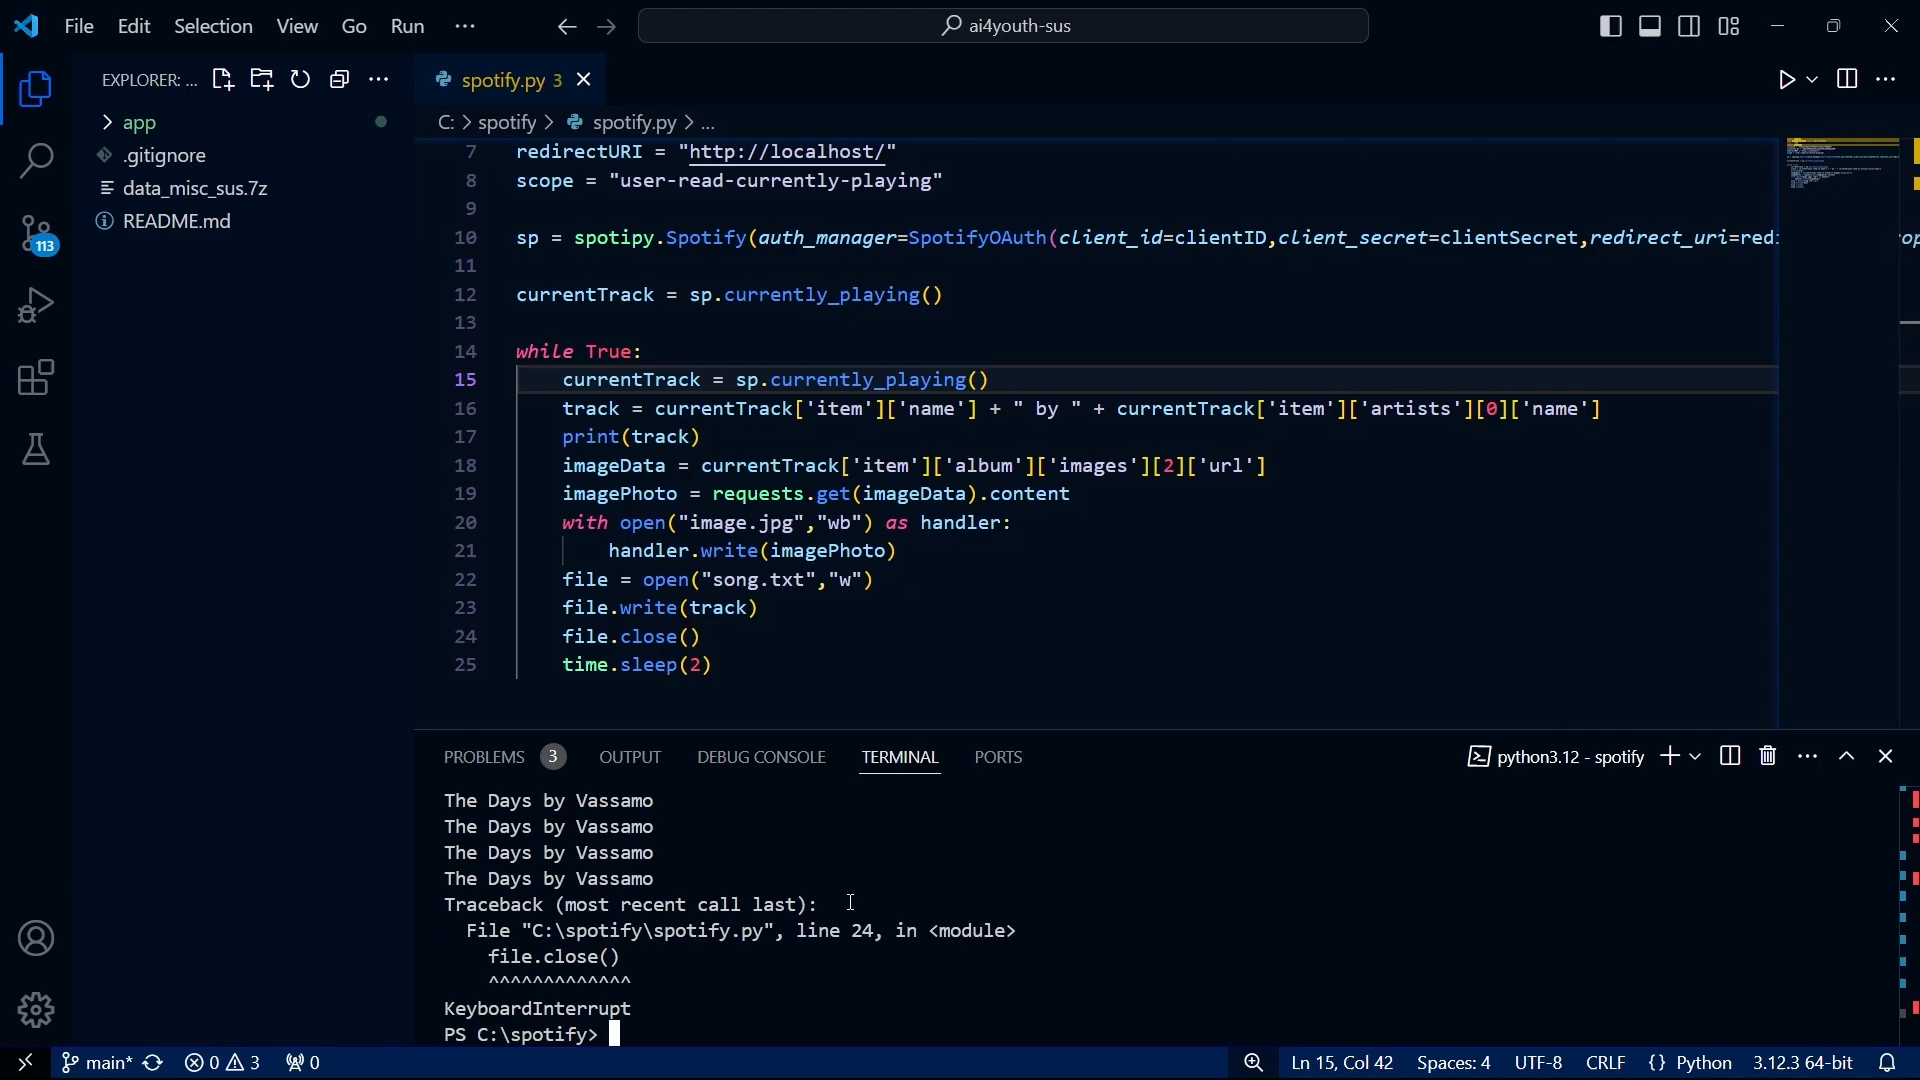 File Edit Selection View Go Run ···
ai4youth-sus
EXPLORER: ...
app
.gitignore
data_misc_sus.7z
README.md
113
spotify.py 3
C: > spotify > spotify.py > ...
7 redirectURI = "http://localhost/"
8 scope = "user-read-currently-playing"
9
10 sp = spotipy.Spotify(auth_manager=SpotifyOAuth(client_id=clientID,client_secret=clientSecret,redirect_uri=redi
11
12 currentTrack = sp.currently_playing()
13
14 while True:
15 currentTrack = sp.currently_playing()
16 track = currentTrack['item']['name'] + " by " + currentTrack['item']['artists'][0]['name']
17 print(track)
18 imageData = currentTrack['item']['album']['images'][2]['url']
19 imagePhoto = requests.get(imageData).content
20 with open("image.jpg","wb") as handler:
21 handler.write(imagePhoto)
22 file = open("song.txt","w")
23 file.write(track)
24 file.close()
25 time.sleep(2)
PROBLEMS 3 OUTPUT DEBUG CONSOLE TERMINAL PORTS
python3.12 - spotify
The Days by Vassamo
The Days by Vassamo
The Days by Vassamo
The Days by Vassamo
Traceback (most recent call last):
File "C:\spotify\spotify.py", line 24, in <module>
file.close()
^^^^^^^^^^^^^
KeyboardInterrupt
PS C:\spotify>
main* 0 3 0
Ln 15, Col 42 Spaces: 4 UTF-8 CRLF {} Python 3.12.3 64-bit